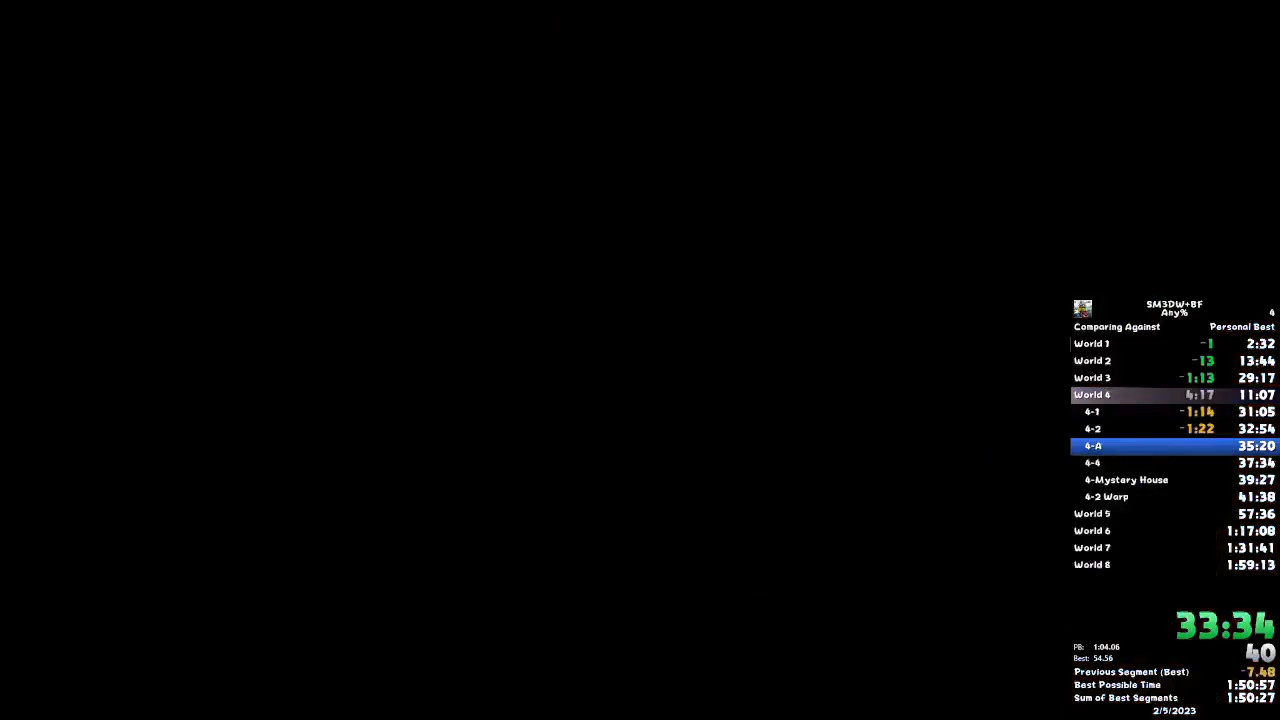 SM3DW+BF
Any% 4
Comparing Against Personal Best
World 1 -1 2:32
World 2 -13 13:44
World 3 -1:13 29:17
World 4 4:17 11:07
4-1 -1:14 31:05
4-2 -1:22 32:54
4-A 35:20
4-4 37:34
4-Mystery House 39:27
4-2 Warp 41:38
World 5 57:36
World 6 1:17:08
World 7 1:31:41
World 8 1:59:13
33:34
PB: 1:04.06 40
Best: 54.56
Previous Segment (Best) -7.48
Best Possible Time 1:50:57
Sum of Best Segments 1:50:27
2/5/2023